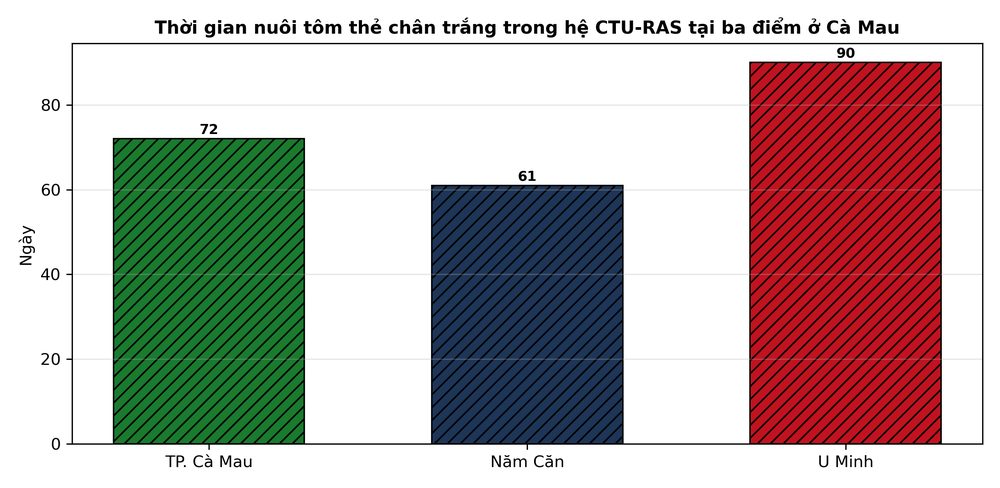 Thời gian nuôi tôm thẻ chân trắng trong hệ CTU-RAS tại ba điểm ở Cà Mau
Ngày
80
60
40
20
0
72
61
90
TP. Cà Mau
Năm Căn
U Minh